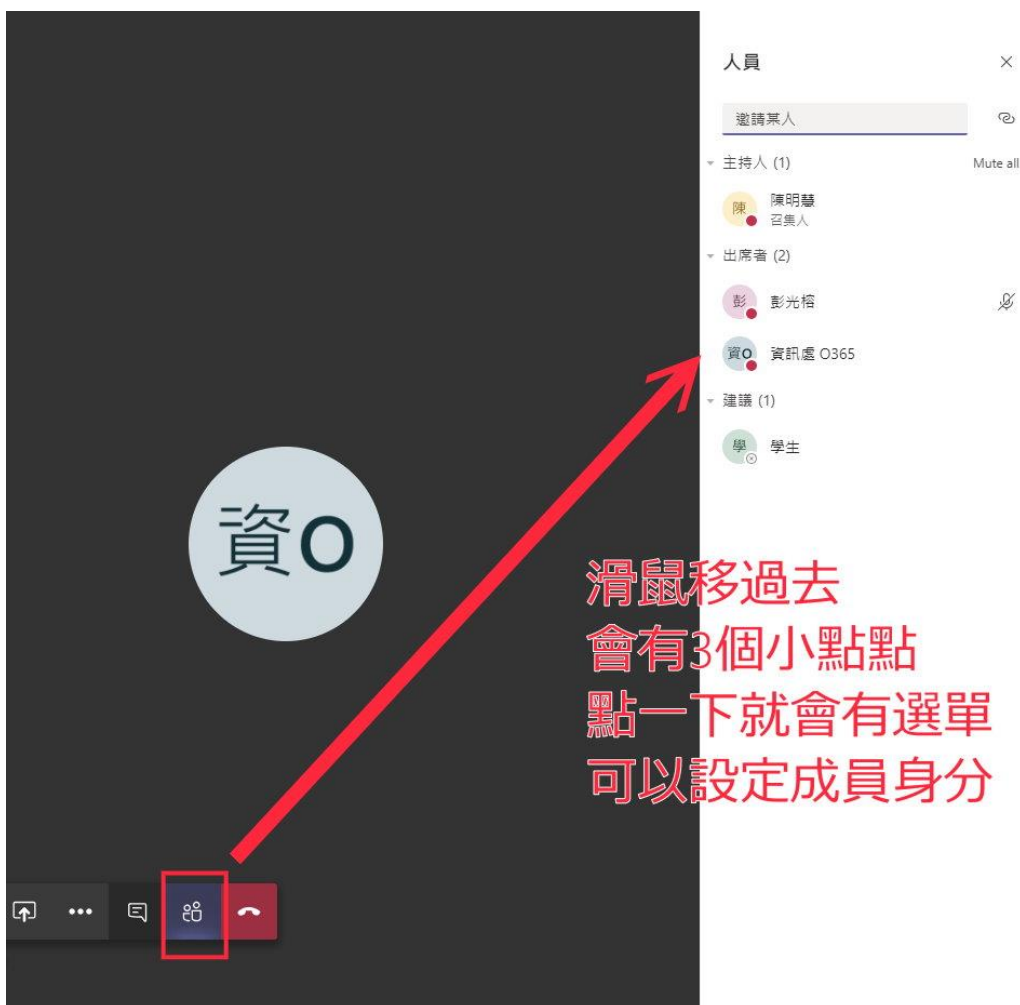 人員
邀請某人
主持人 (1)
Mute all
陳
陳明慧
召集人
出席者 (2)
彭
彭光榕
資O
資訊處 O365
建議 (1)
學
學生
資O
滑鼠移過去
會有3個小點點
點一下就會有選單
可以設定成員身分